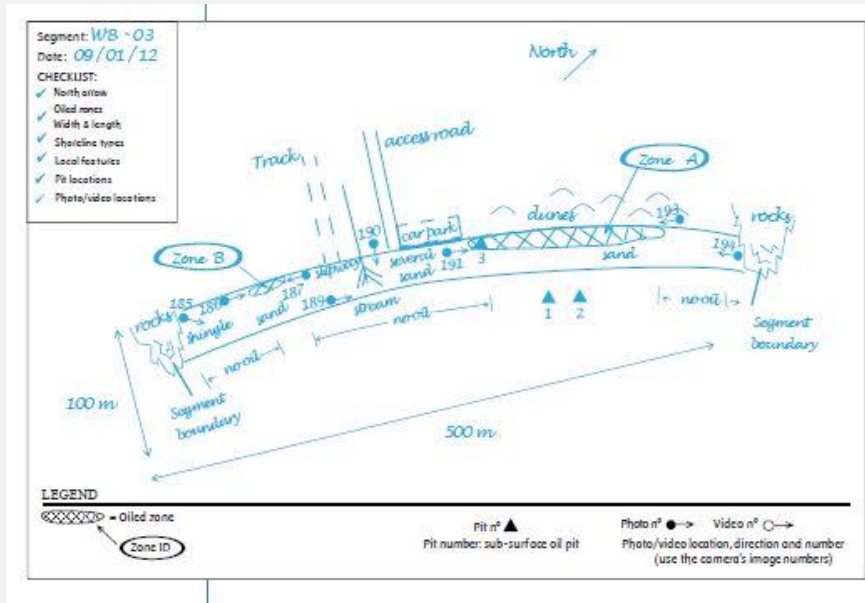 Segment: WB - 03
Date: 09/01/12
CHECKLIST:
✓ North arrow
✓ Oiled zones
Width & length
✓ Shoreline types
✓ Local features
✓ Pit locations
✓ Photo/video locations
North
access road
Track
Zone A
Zone B
190
car park
dunes
193
rocks
slipway
several
sand
191
3
sand
194
185
186
187
189
sand
stream
rocks
shingle
no oil
no oil
no oil
1
2
Segment
boundary
Segment
boundary
100 m
500 m
LEGEND
= Oiled zone
Zone ID
Pit nº
Pit number: sub-surface oil pit
Photo nº
Video nº
Photo/video location, direction and number
(use the camera's image numbers)